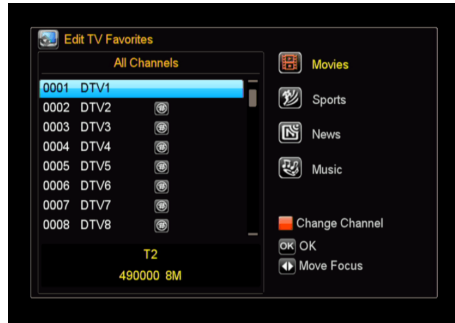 Edit TV Favorites
All Channels
0001 DTV1
0002 DTV2
0003 DTV3
0004 DTV4
0005 DTV5
0006 DTV6
0007 DTV7
0008 DTV8
T2
490000 8M
Movies
Sports
News
Music
Change Channel
OK OK
Move Focus